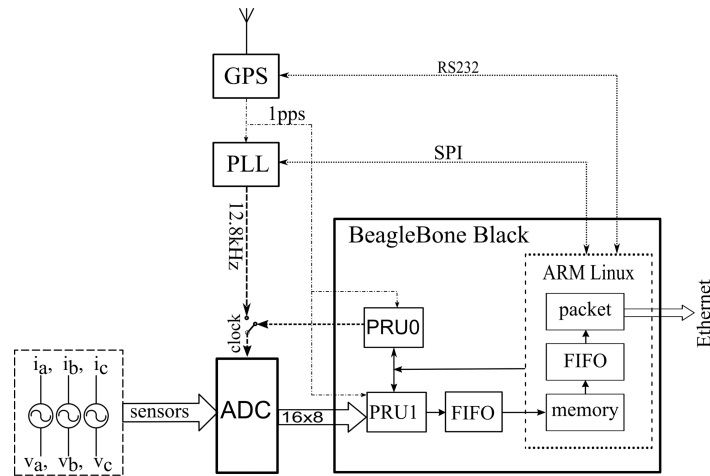 GPS
RS232
1pps
PLL
SPI
12.8kHz
BeagleBone Black
ARM Linux
packet
Ethernet
clock
PRU0
FIFO
ia, ib, ic
sensors
ADC
16x8
PRU1
FIFO
memory
va, vb, vc